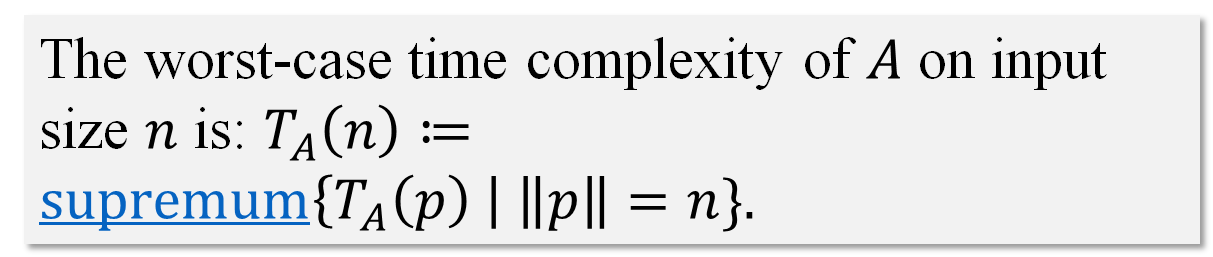 The worst-case time complexity of A on input
size n is: T_A(n) ≔
supremum{T_A(p) | ‖p‖ = n}.